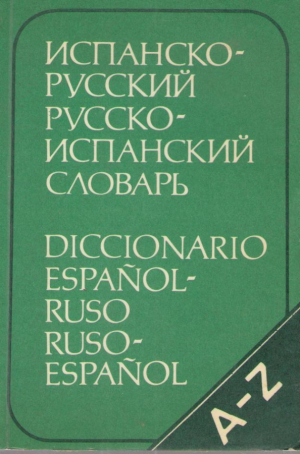 ИСПАНСКО-
РУССКИЙ
РУССКО-
ИСПАНСКИЙ
СЛОВАРЬ
DICCIONARIO
ESPAÑOL-
RUSO
RUSO-
ESPAÑOL
A-Z